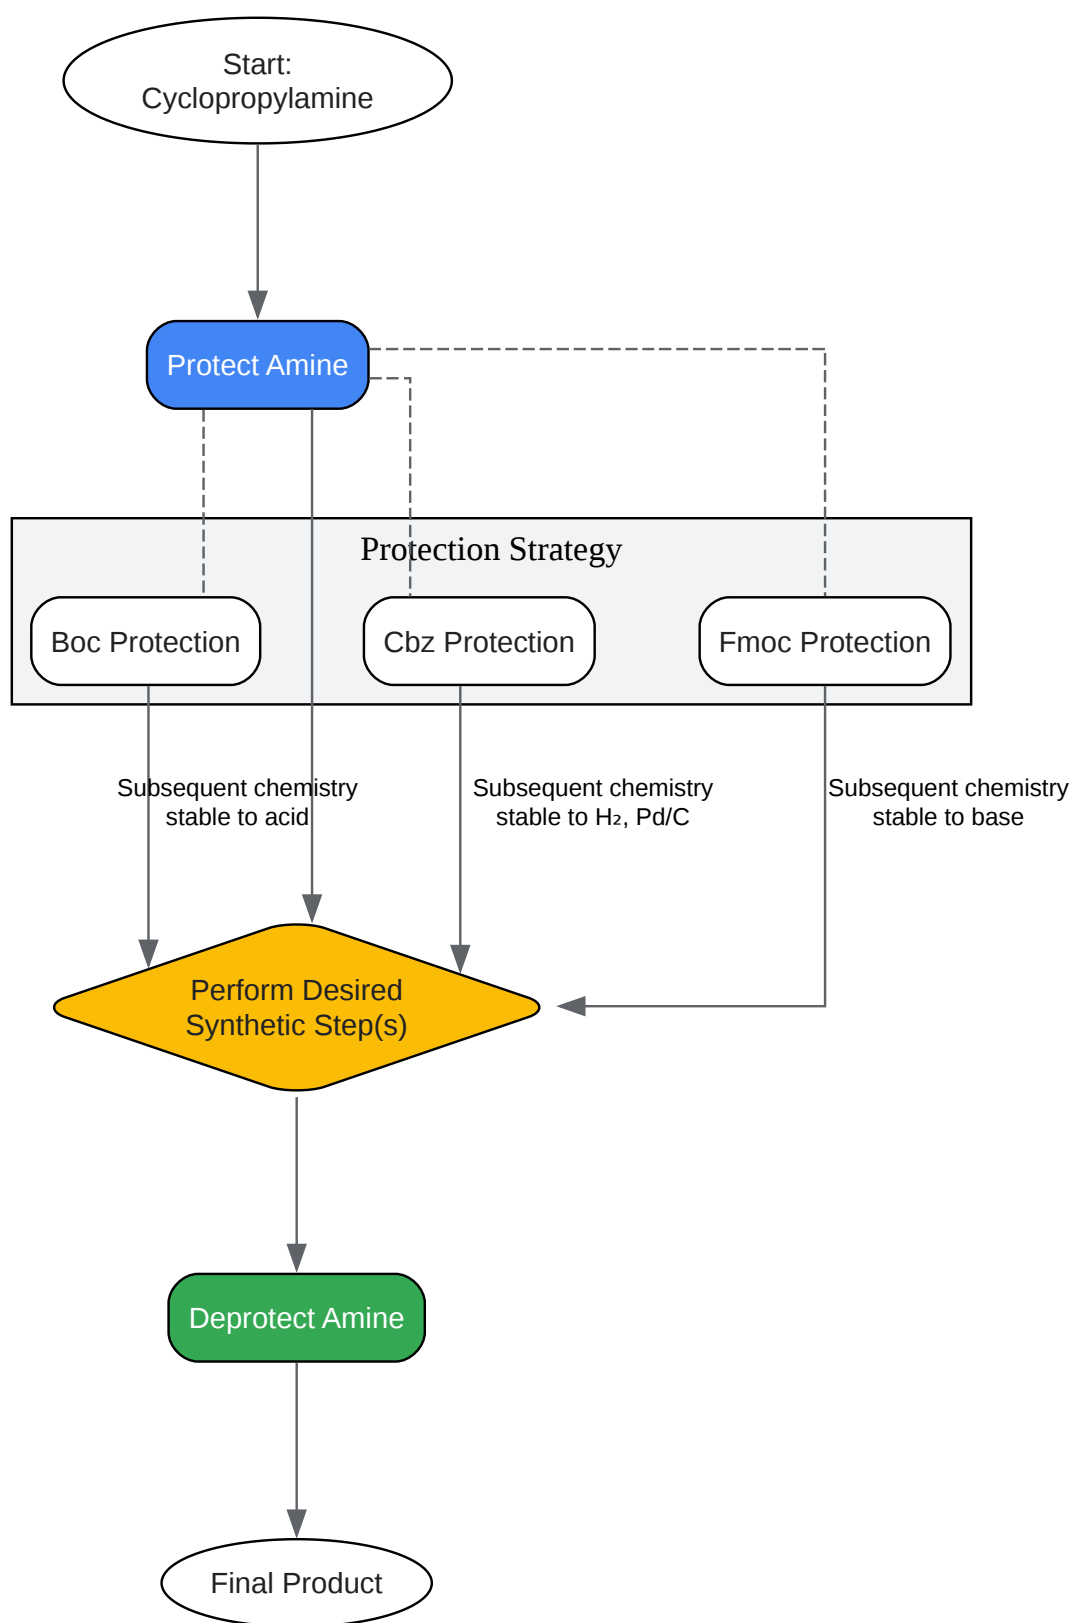 Start:
Cyclopropylamine
Protect Amine
Protection Strategy
Boc Protection
Cbz Protection
Fmoc Protection
Subsequent chemistry
stable to acid
Subsequent chemistry
stable to H₂, Pd/C
Subsequent chemistry
stable to base
Perform Desired
Synthetic Step(s)
Deprotect Amine
Final Product